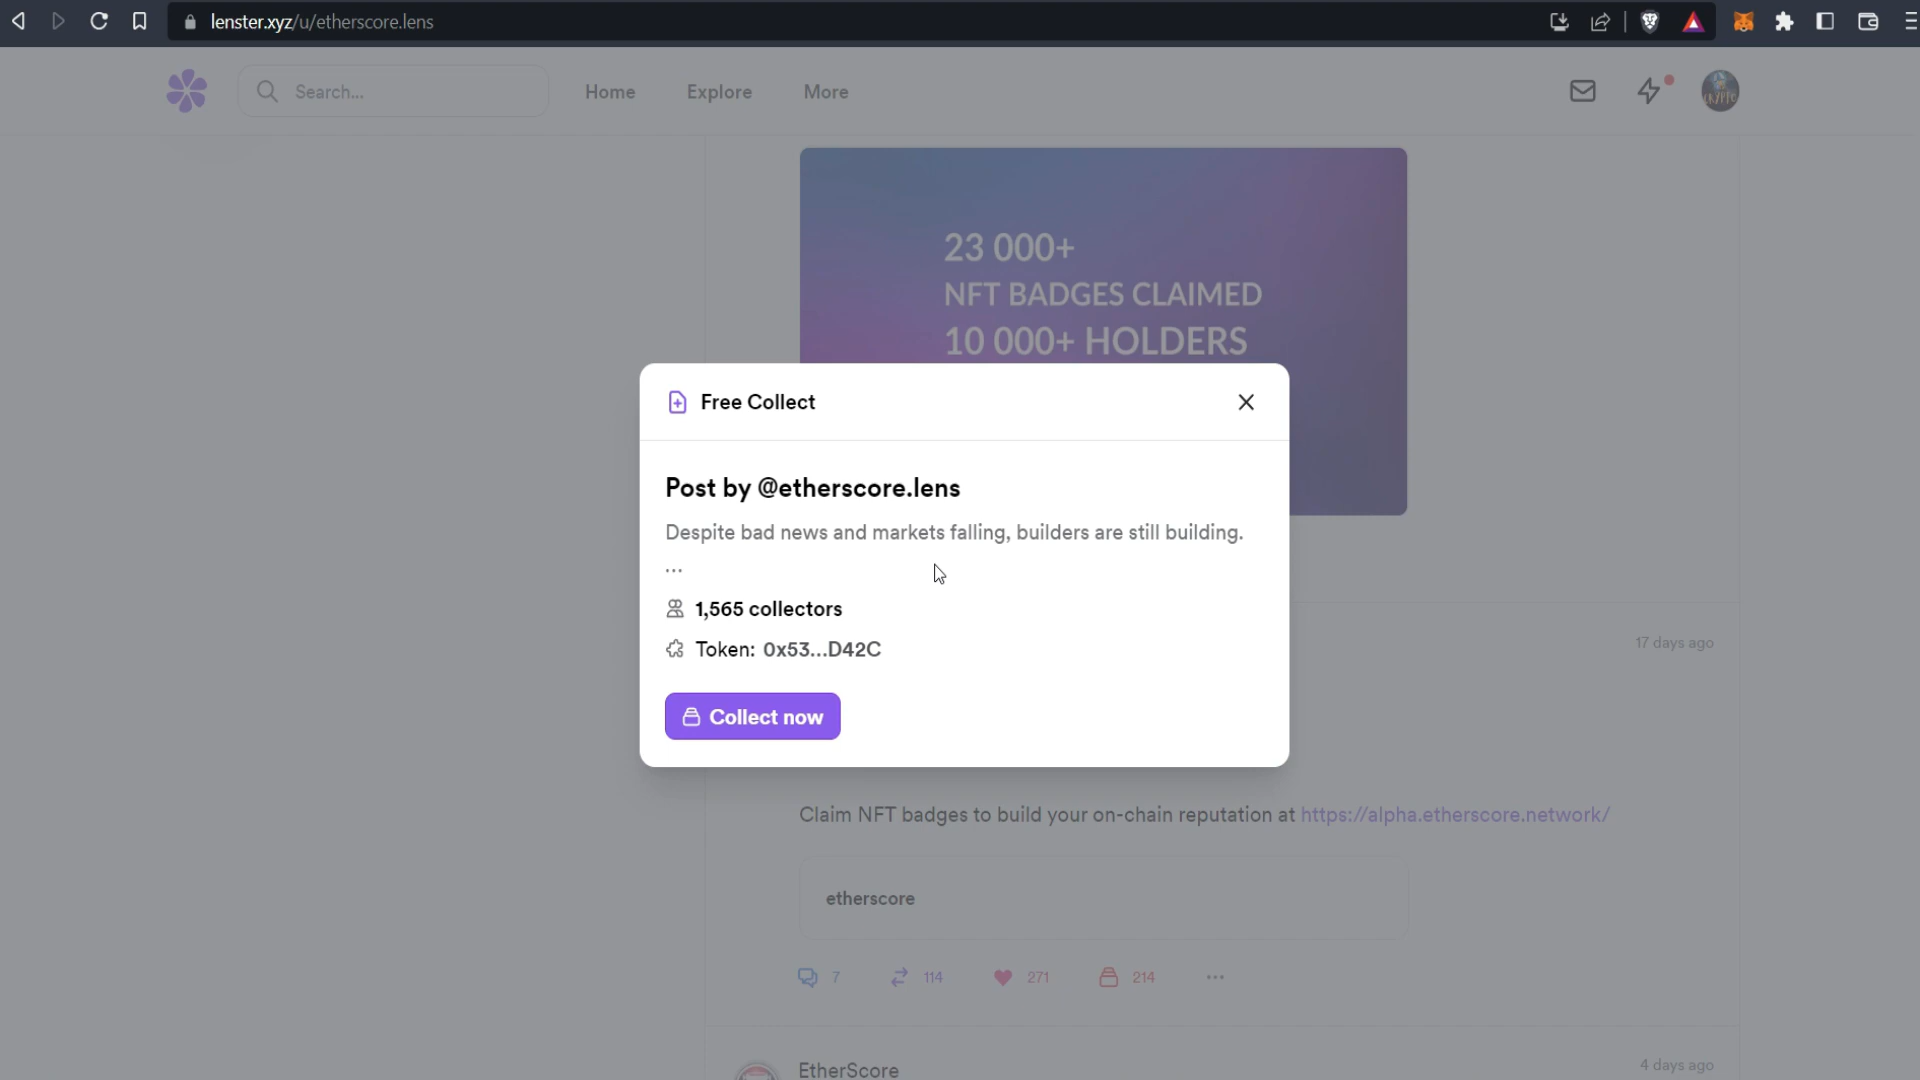 lenster.xyz/u/etherscore.lens
Search...
Home
Explore
More
CRYPTO
23 000+
NFT BADGES CLAIMED
10 000+ HOLDERS
Free Collect
Post by @etherscore.lens
Despite bad news and markets falling, builders are still building.
...
1,565 collectors
Token: 0x53...D42C
Collect now
17 days ago
Claim NFT badges to build your on-chain reputation at https://alpha.etherscore.network/
etherscore
7
114
271
214
EtherScore
4 days ago